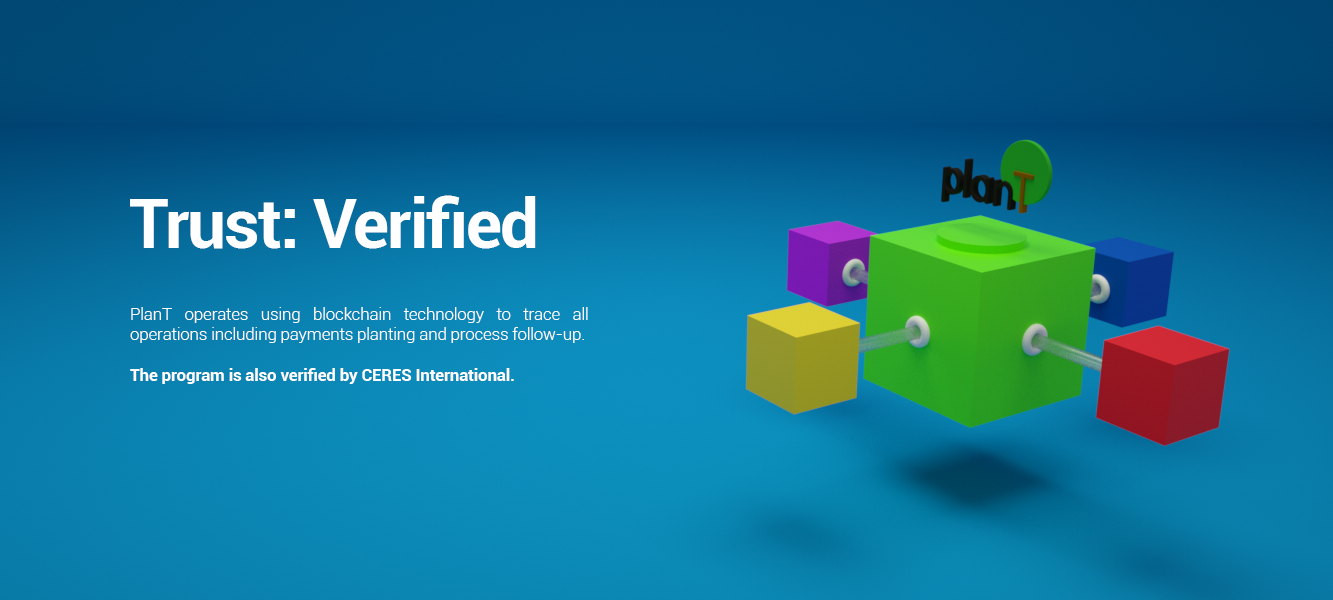 planT
Trust: Verified
PlanT operates using blockchain technology to trace all
operations including payments planting and process follow-up.
The program is also verified by CERES International.